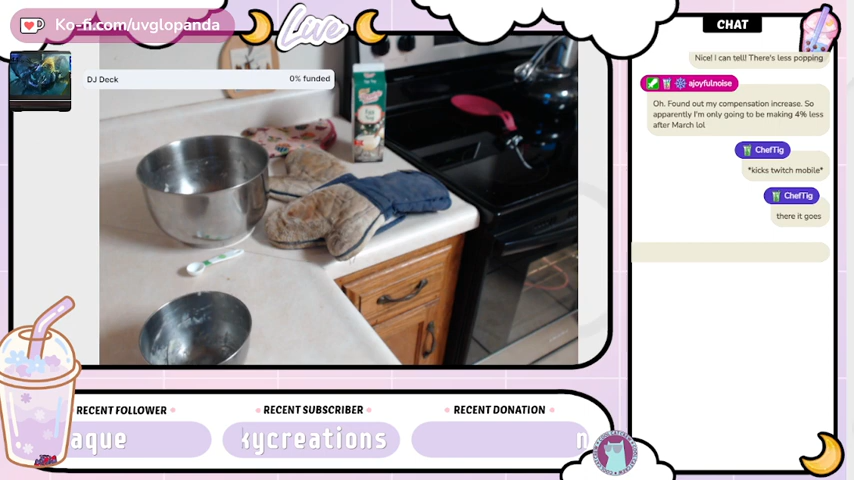 Ko-fi.com/uvglopanda
Live
DJ Deck
0% funded
CHAT
Nice! I can tell! There's less popping
ajoyfulnoise
Oh. Found out my compensation increase. So
apparently I'm only going to be making 4% less
after March lol
ChefTig
*kicks twitch mobile*
ChefTig
there it goes
RECENT FOLLOWER
RECENT SUBSCRIBER
RECENT DONATION
aque
kycreations
n